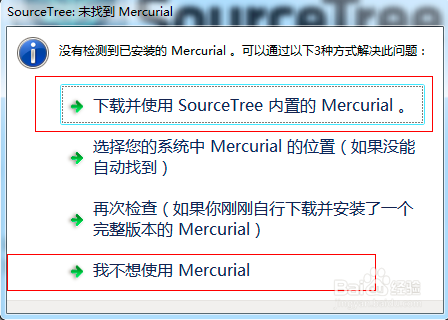 SourceTree: 未找到 Mercurial
没有检测到已安装的 Mercurial 。可以通过以下3种方式解决此问题：
下载并使用 SourceTree 内置的 Mercurial 。
选择您的系统中 Mercurial 的位置（如果没能
自动找到）
再次检查（如果你刚刚自行下载并安装了一个
完整版本的 Mercurial）
我不想使用 Mercurial
Baidu 经验